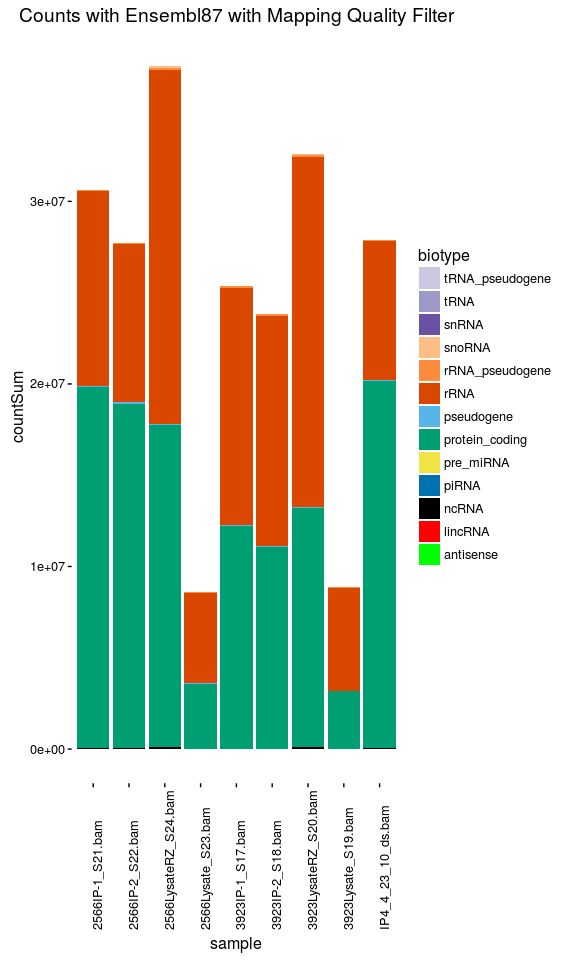 Counts with Ensembl87 with Mapping Quality Filter
countSum
3e+07
2e+07
1e+07
0e+00
2566IP-1_S21.bam
2566IP-2_S22.bam
2566LysateRZ_S24.bam
2566Lysate_S23.bam
3923IP-1_S17.bam
3923IP-2_S18.bam
3923LysateRZ_S20.bam
3923Lysate_S19.bam
IP4_4_23_10_ds.bam
sample
biotype
tRNA_pseudogene
tRNA
snRNA
snoRNA
rRNA_pseudogene
rRNA
pseudogene
protein_coding
pre_miRNA
piRNA
ncRNA
lincRNA
antisense